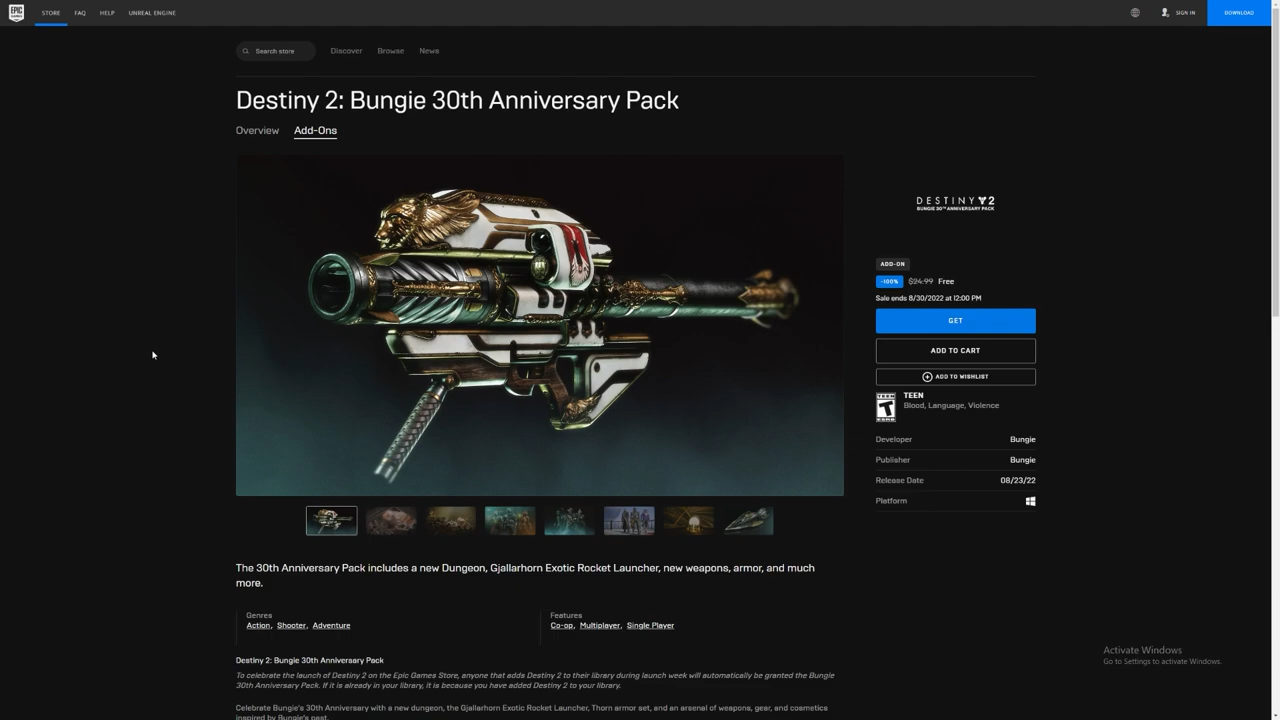 EPIC GAMES
STORE FAQ HELP UNREAL ENGINE SIGN IN DOWNLOAD
Search store Discover Browse News
Destiny 2: Bungie 30th Anniversary Pack
Overview Add-Ons
DESTINY 2
BUNGIE 30TH ANNIVERSARY PACK
ADD-ON
-100% $24.99 Free
Sale ends 8/30/2022 at 12:00 PM
GET
ADD TO CART
ADD TO WISHLIST
TEEN
T
ESRB
TEEN
Blood, Language, Violence
Developer Bungie
Publisher Bungie
Release Date 08/23/22
Platform
The 30th Anniversary Pack includes a new Dungeon, Gjallarhorn Exotic Rocket Launcher, new weapons, armor, and much
more.
Genres
Action, Shooter, Adventure
Features
Co-op, Multiplayer, Single Player
Destiny 2: Bungie 30th Anniversary Pack
To celebrate the launch of Destiny 2 on the Epic Games Store, anyone that adds Destiny 2 to their library during launch week will automatically be granted the Bungie
30th Anniversary Pack. If it is already in your library, it is because you have added Destiny 2 to your library.
Celebrate Bungie's 30th Anniversary with a new dungeon, the Gjallarhorn Exotic Rocket Launcher, Thorn armor set, and an arsenal of weapons, gear, and cosmetics
inspired by Bungie's past.
Activate Windows
Go to Settings to activate Windows.